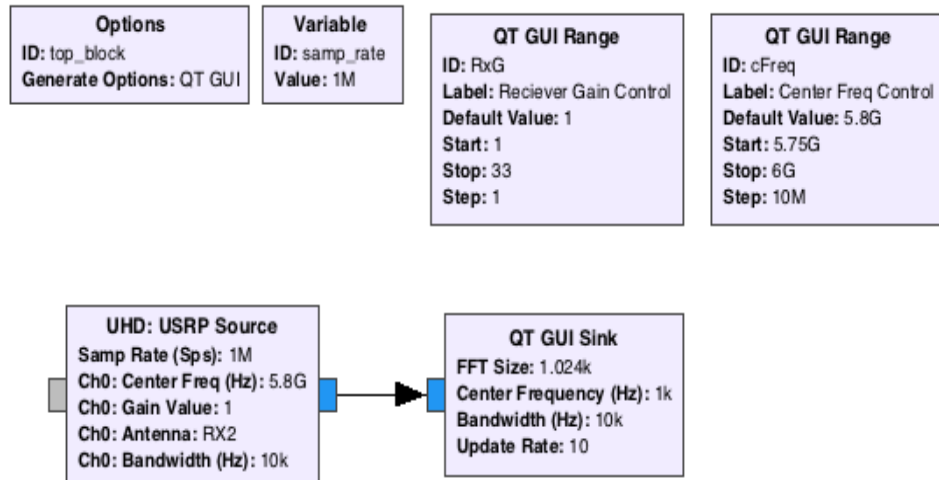 Options
ID: top_block
Generate Options: QT GUI
Variable
ID: samp_rate
Value: 1M
QT GUI Range
ID: RxG
Label: Reciever Gain Control
Default Value: 1
Start: 1
Stop: 33
Step: 1
QT GUI Range
ID: cFreq
Label: Center Freq Control
Default Value: 5.8G
Start: 5.75G
Stop: 6G
Step: 10M
UHD: USRP Source
Samp Rate (Sps): 1M
Ch0: Center Freq (Hz): 5.8G
Ch0: Gain Value: 1
Ch0: Antenna: RX2
Ch0: Bandwidth (Hz): 10k
QT GUI Sink
FFT Size: 1.024k
Center Frequency (Hz): 1k
Bandwidth (Hz): 10k
Update Rate: 10